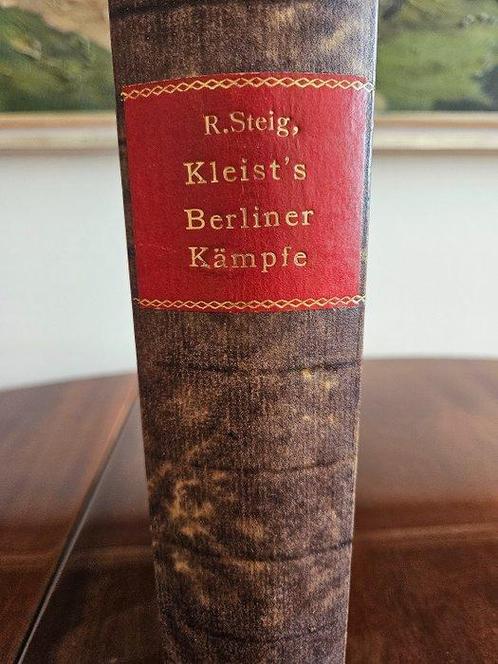 R. Steig,
Kleist's
Berliner
Kämpfe